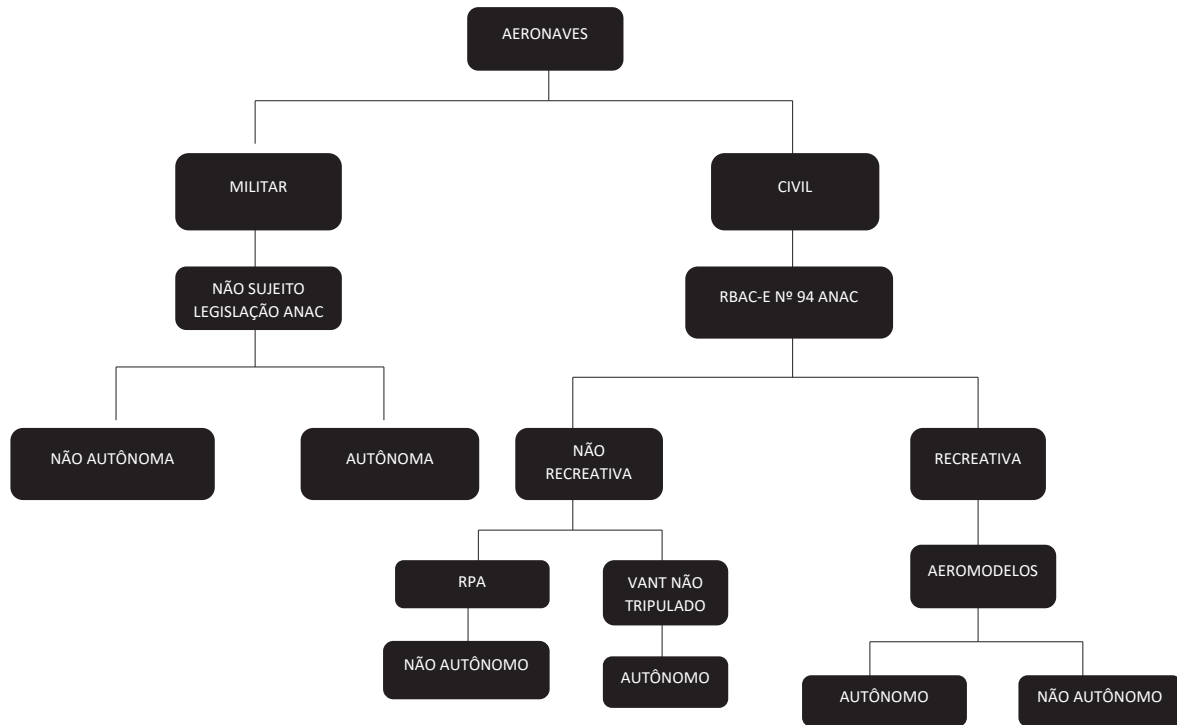 AERONAVES
MILITAR
CIVIL
NÃO SUJEITO
LEGISLAÇÃO ANAC
RBAC-E Nº 94 ANAC
NÃO AUTÔNOMA
AUTÔNOMA
NÃO
RECREATIVA
RECREATIVA
RPA
VANT NÃO
TRIPULADO
AEROMODELOS
NÃO AUTÔNOMO
AUTÔNOMO
AUTÔNOMO
NÃO AUTÔNOMO